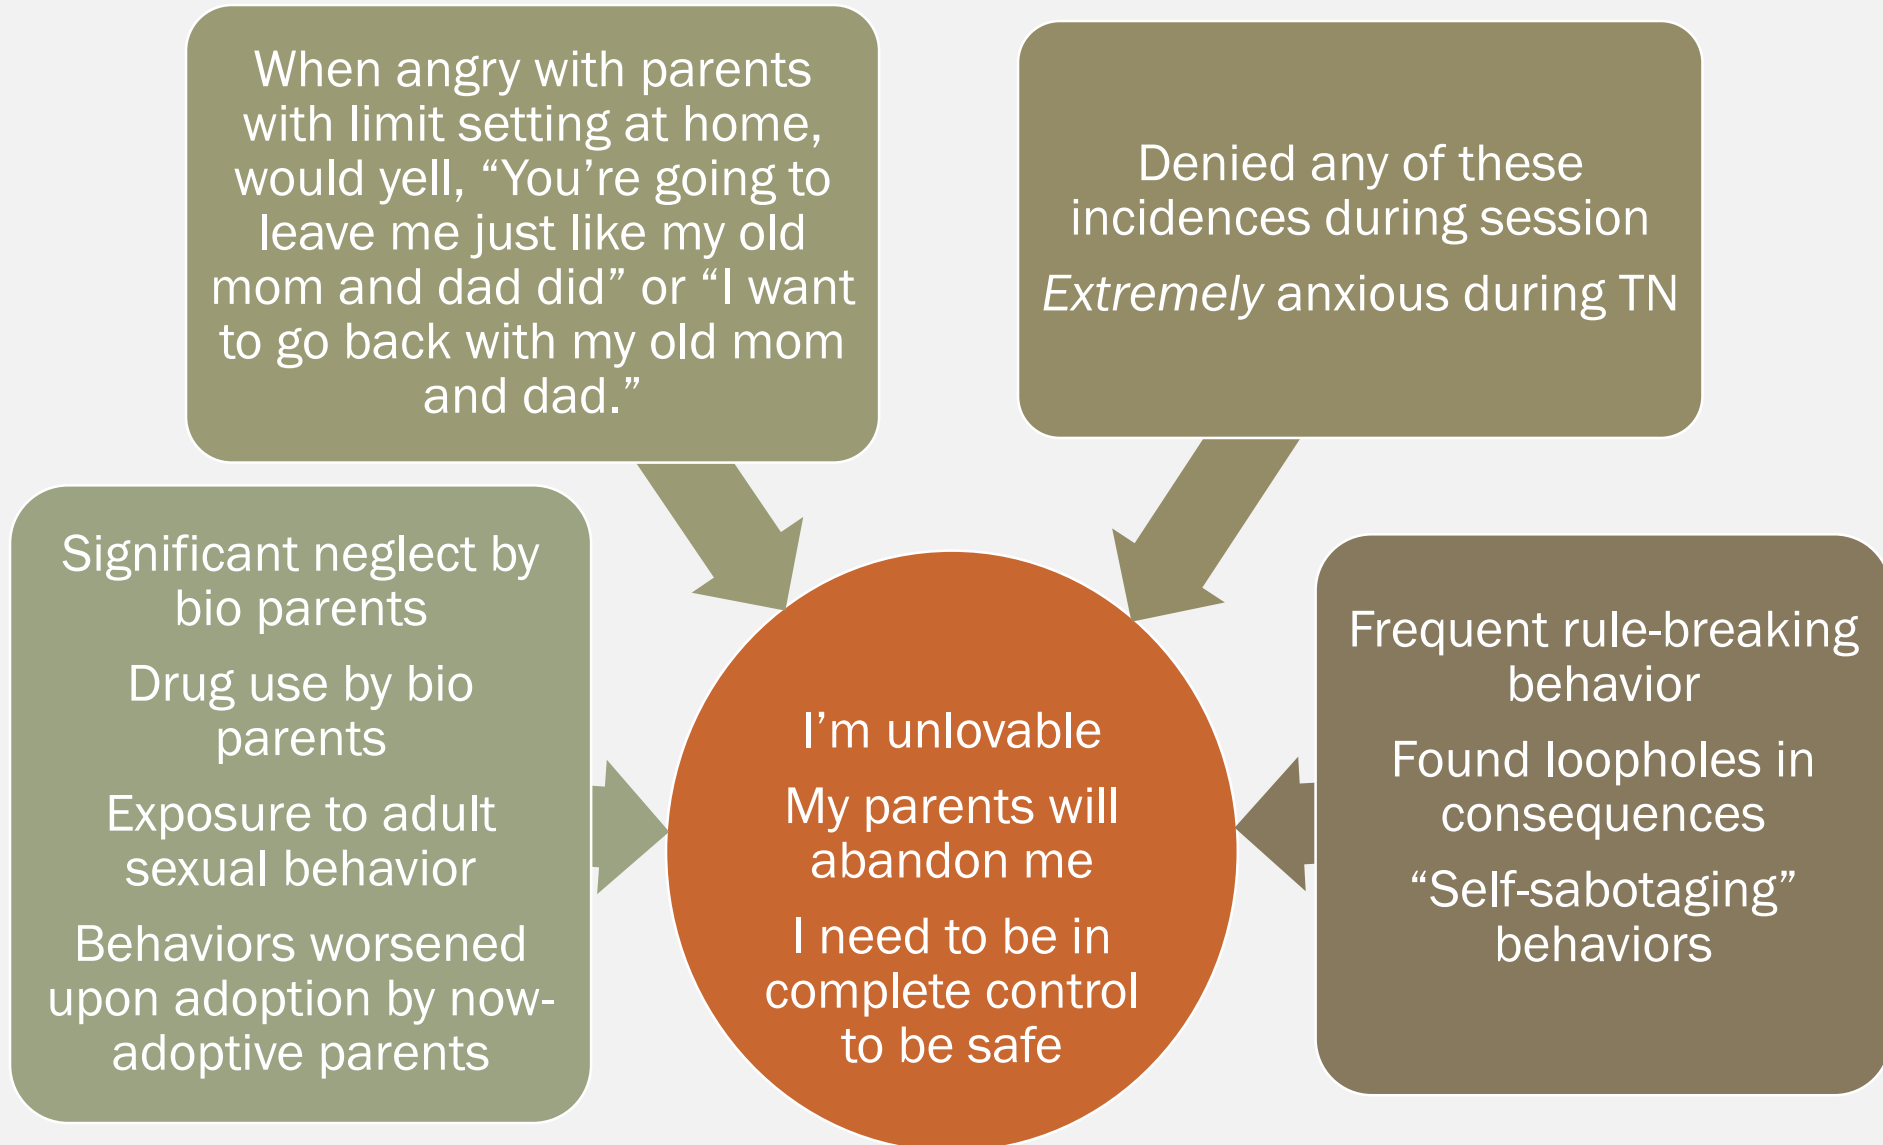 When angry with parents
with limit setting at home,
would yell, “You’re going to
leave me just like my old
mom and dad did” or “I want
to go back with my old mom
and dad.”
Denied any of these
incidences during session
Extremely anxious during TN
Significant neglect by
bio parents
Drug use by bio
parents
Exposure to adult
sexual behavior
Behaviors worsened
upon adoption by now-
adoptive parents
I’m unlovable
My parents will
abandon me
I need to be in
complete control
to be safe
Frequent rule-breaking
behavior
Found loopholes in
consequences
“Self-sabotaging”
behaviors